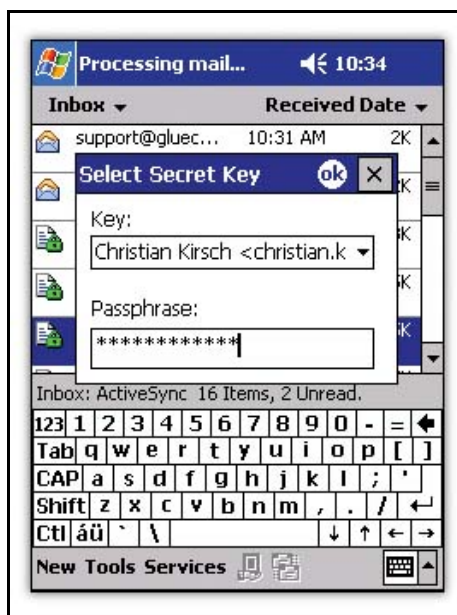 Processing mail... 10:34
Inbox Received Date
support@gluec... 10:31 AM 2K
Select Secret Key ok
Key:
Christian Kirsch <christian.k
Passphrase:
************
Inbox: ActiveSync 16 Items, 2 Unread.
123 1 2 3 4 5 6 7 8 9 0 - =
Tab q w e r t y u i o p [ ]
CAP a s d f g h j k l ; '
Shift z x c v b n m , . /
Ctl áü ` \ ↓ ↑ ← →
New Tools Services